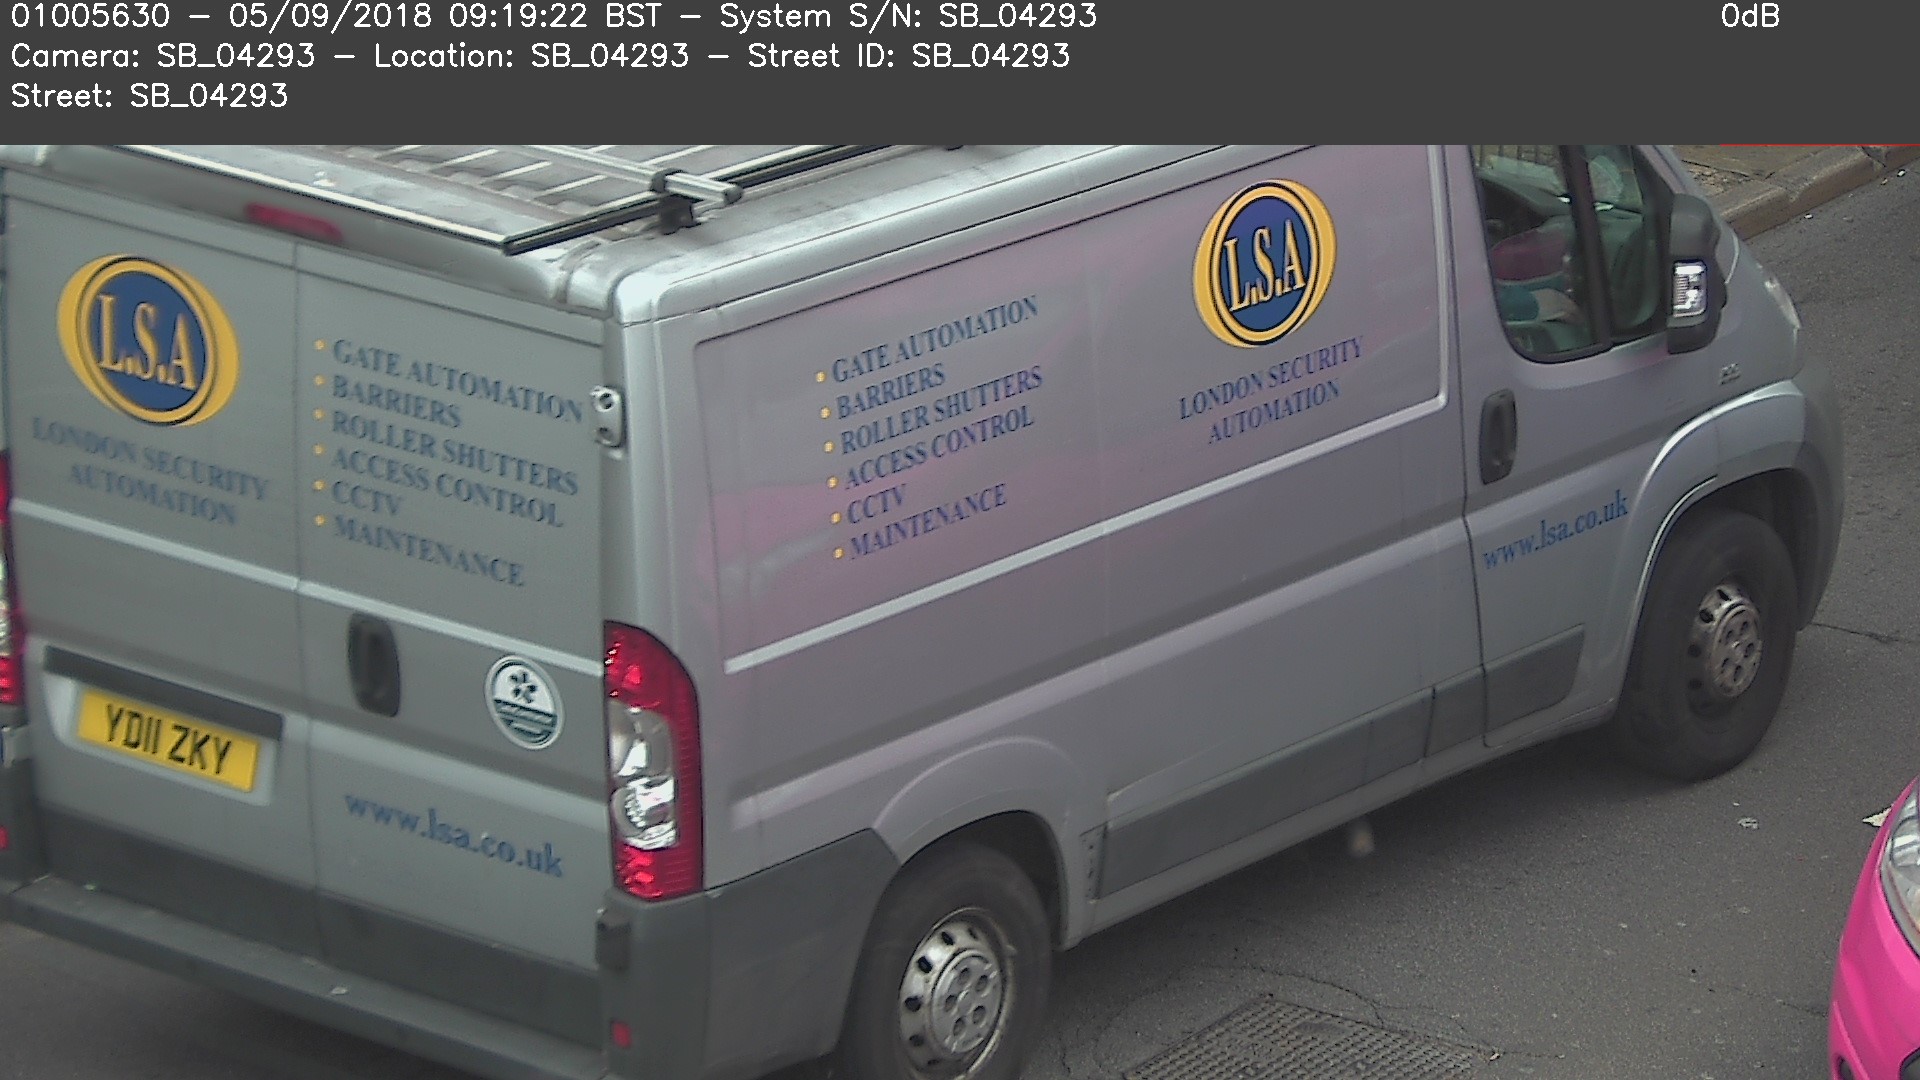 01005630 - 05/09/2018 09:19:22 BST - System S/N: SB_04293
0dB
Camera: SB_04293 - Location: SB_04293 - Street ID: SB_04293
Street: SB_04293
L.S.A
LONDON SECURITY
AUTOMATION
• GATE AUTOMATION
• BARRIERS
• ROLLER SHUTTERS
• ACCESS CONTROL
• CCTV
• MAINTENANCE
YD11 ZKY
www.lsa.co.uk
• GATE AUTOMATION
• BARRIERS
• ROLLER SHUTTERS
• ACCESS CONTROL
• CCTV
• MAINTENANCE
L.S.A
LONDON SECURITY
AUTOMATION
www.lsa.co.uk